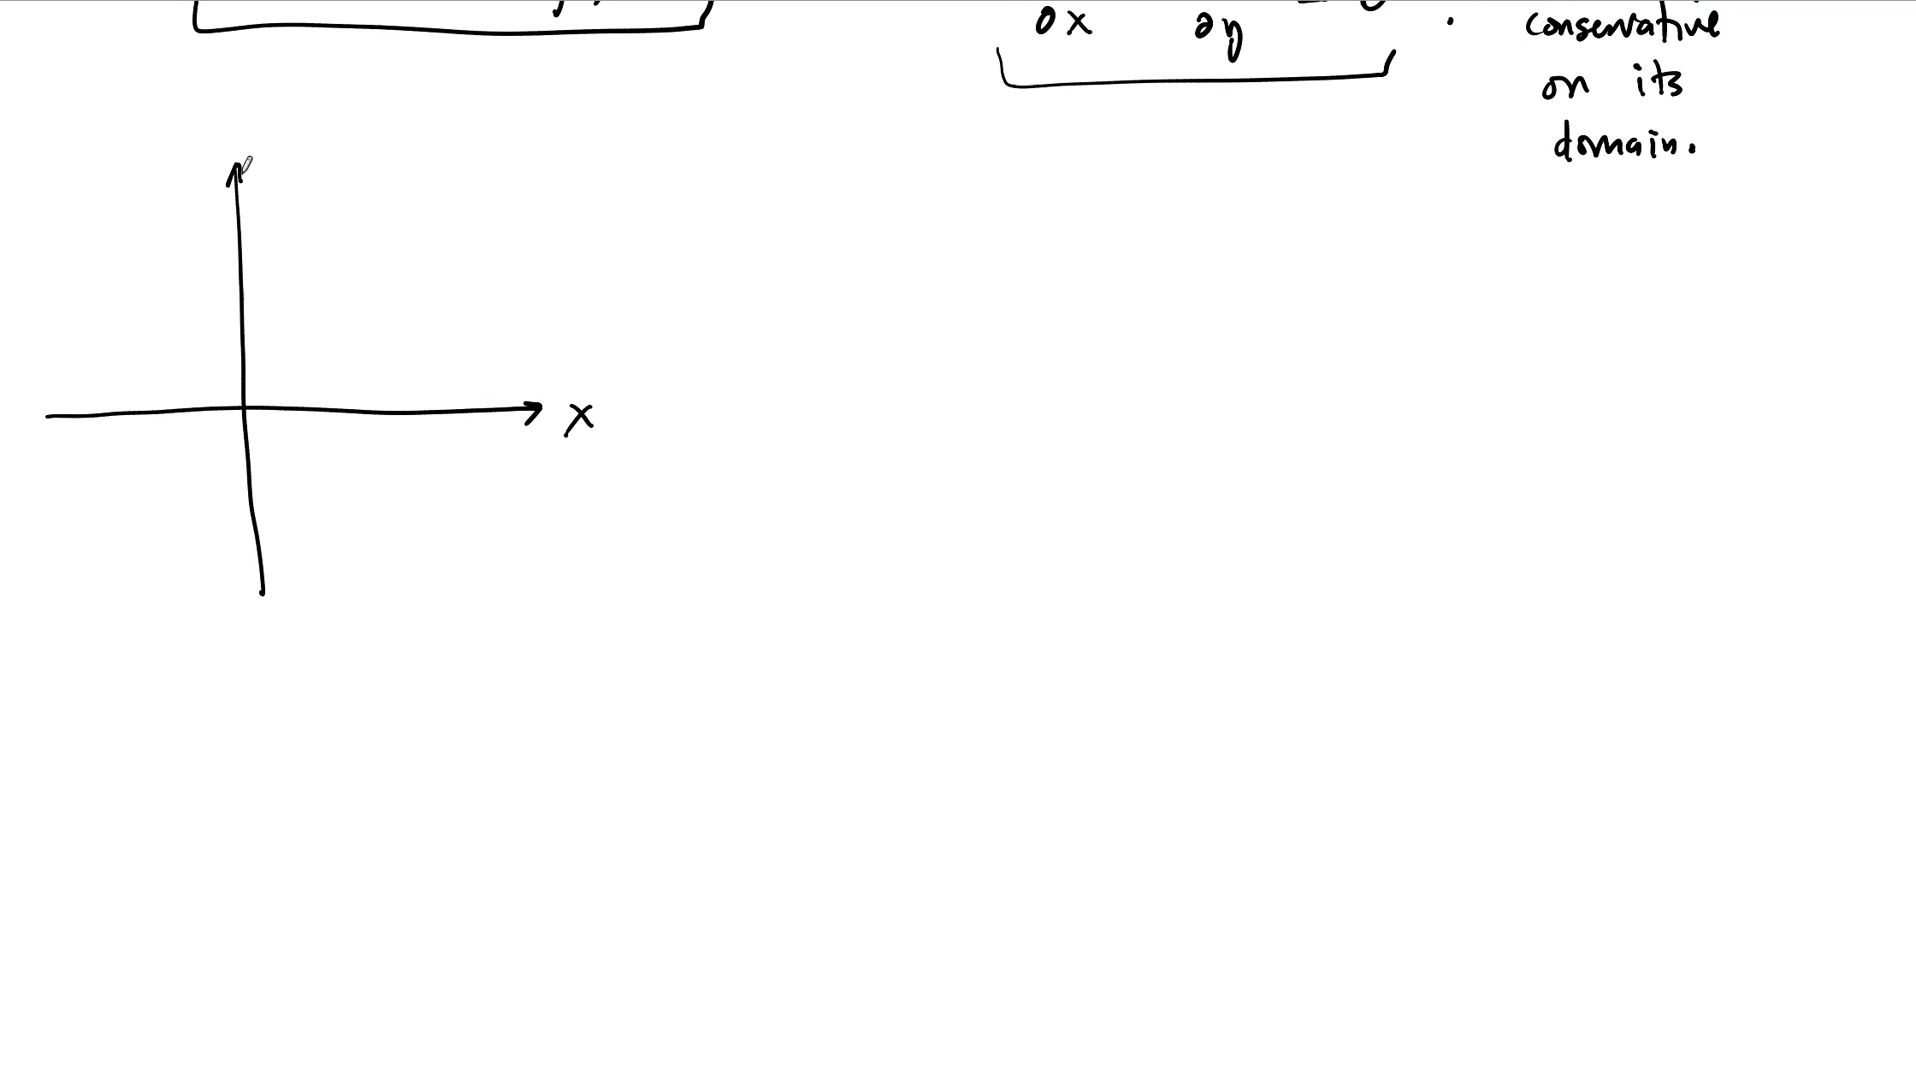 ∂x ∂y
conservative
on its
domain.
x